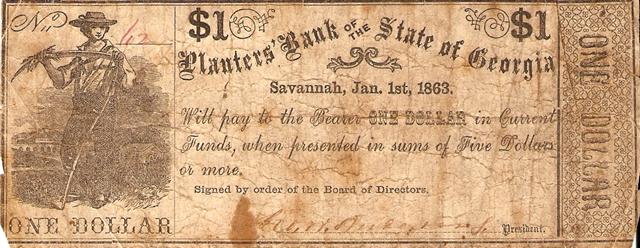 No.
$1 $1
Planters' Bank OF THE State of Georgia
Savannah, Jan. 1st, 1863.
Will pay to the Bearer ONE DOLLAR in Current
Funds, when presented in sums of Five Dollars
or more.
Signed by order of the Board of Directors.
President.
ONE DOLLAR
ONE DOLLAR.